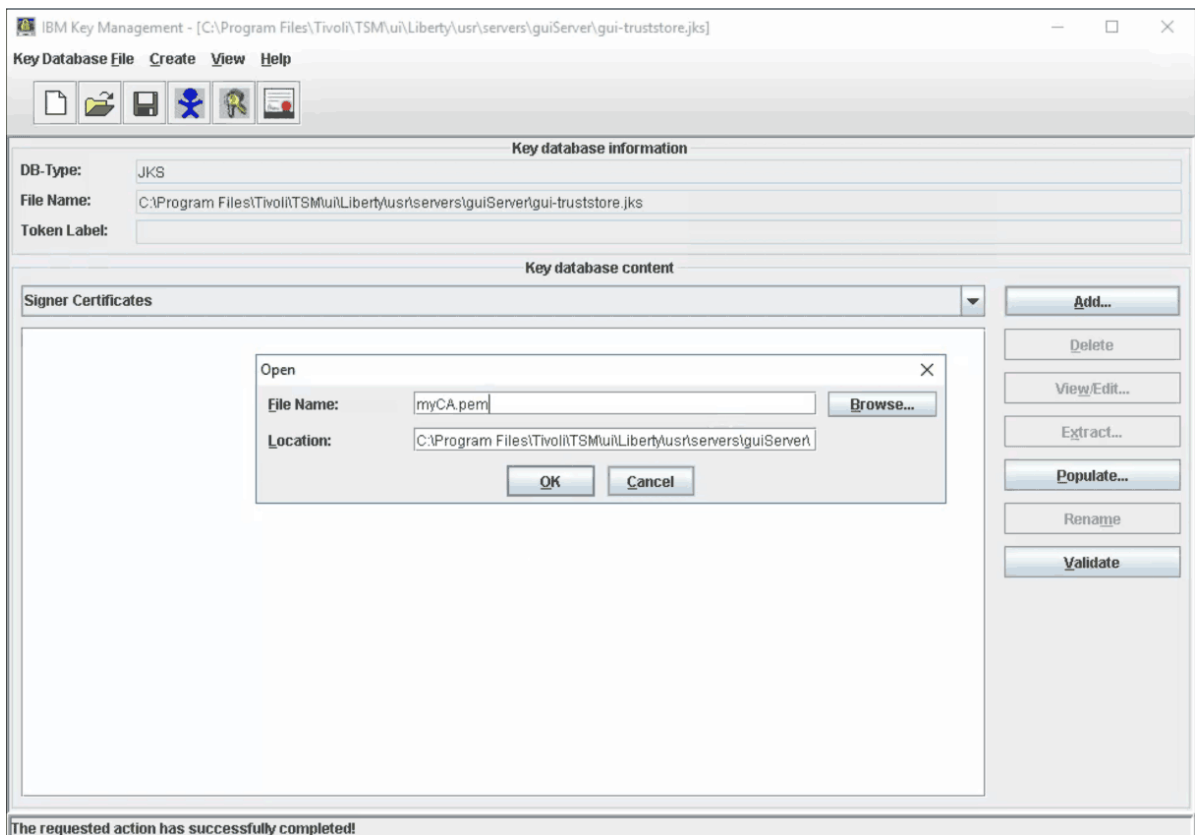 IBM Key Management - [C:\Program Files\Tivoli\TSM\ui\Liberty\usr\servers\guiServer\gui-truststore.jks]
Key Database File Create View Help
Key database information
DB-Type: JKS
File Name: C:\Program Files\Tivoli\TSM\ui\Liberty\usr\servers\guiServer\gui-truststore.jks
Token Label:
Key database content
Signer Certificates
Add...
Delete
View/Edit...
Extract...
Populate...
Rename
Validate
Open
File Name: myCA.pem Browse...
Location: C:\Program Files\Tivoli\TSM\ui\Liberty\usr\servers\guiServer\
OK Cancel
The requested action has successfully completed!